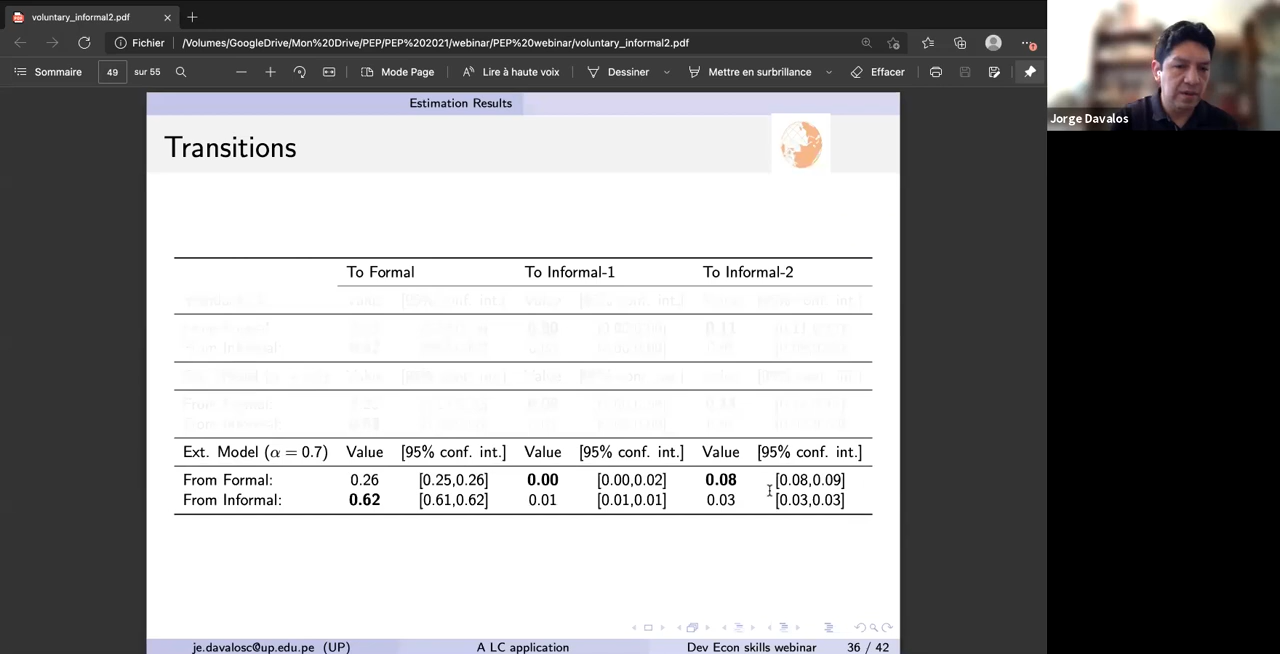 voluntary_informal2.pdf
Fichier /Volumes/GoogleDrive/Mon%20Drive/PEP/PEP%202021/webinar/PEP%20webinar/voluntary_informal2.pdf
Sommaire 49 sur 55 Mode Page Lire à haute voix Dessiner Mettre en surbrillance Effacer
Jorge Davalos
Estimation Results
Transitions
To Formal To Informal-1 To Informal-2
Ext. Model (α = 0.7) Value [95% conf. int.] Value [95% conf. int.] Value [95% conf. int.]
From Formal: 0.26 [0.25,0.26] 0.00 [0.00,0.02] 0.08 [0.08,0.09]
From Informal: 0.62 [0.61,0.62] 0.01 [0.01,0.01] 0.03 [0.03,0.03]
je.davalosc@up.edu.pe (UP) A LC application Dev Econ skills webinar 36 / 42